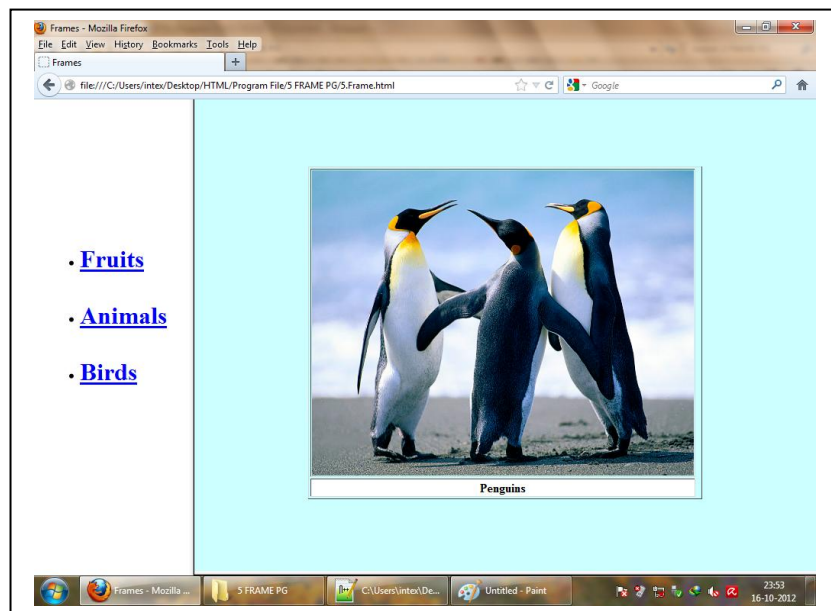 Frames - Mozilla Firefox
File Edit View History Bookmarks Tools Help
Frames
file:///C:/Users/intex/Desktop/HTML/Program File/5 FRAME PG/5.Frame.html
Google
• Fruits
• Animals
• Birds
Penguins
Frames - Mozilla ...
5 FRAME PG
C:\Users\intex\De...
Untitled - Paint
23:53
16-10-2012